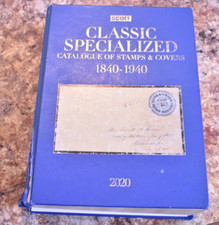 Scott
CLASSIC
SPECIALIZED
CATALOGUE OF STAMPS & COVERS
1840-1940
2020